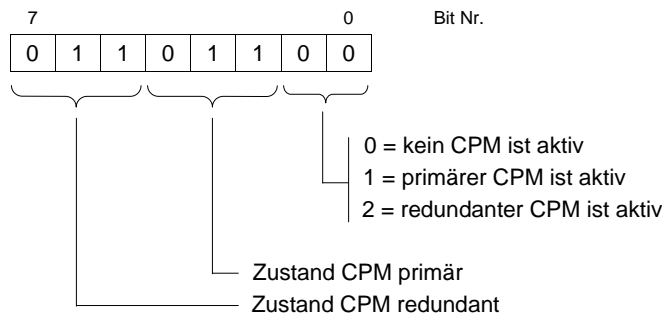 7 0 Bit Nr.
0 1 1 0 1 1 0 0
0 = kein CPM ist aktiv
1 = primärer CPM ist aktiv
2 = redundanter CPM ist aktiv
Zustand CPM primär
Zustand CPM redundant